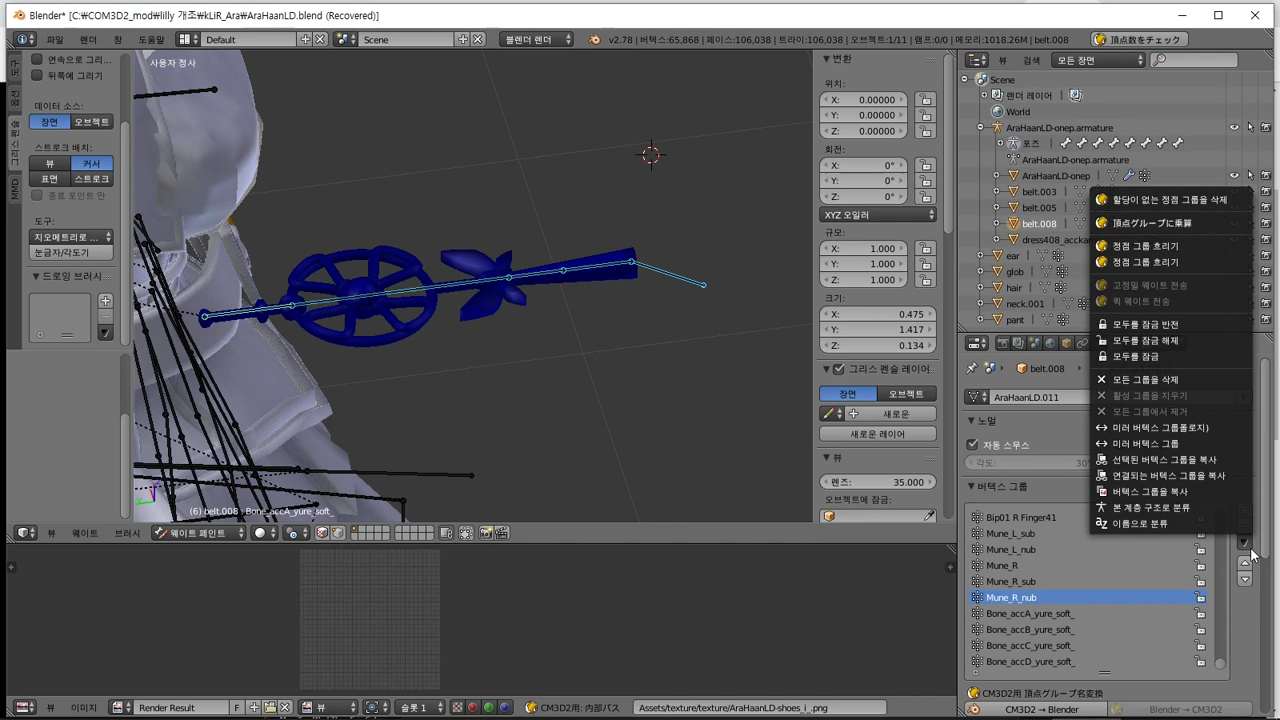 Blender* [C:₩COM3D2_mod₩lilly 개조₩kLiR_Ara₩AraHaanLD.blend (Recovered)]
파일 렌더 창 도움말 Default Scene 블렌더 렌더 v2.78 | 버텍스:65,868 | 페이스:106,038 | 트라이:106,038 | 오브젝트:1/11 | 램프:0/0 | 메모리:1018.26M | belt.008 頂点数をチェック
사용자 정사
연속으로 그리...
뒤쪽에 그리기
데이터 소스:
장면 오브젝트
스트로크 배치:
뷰 커서
표면 스트로크
종료 포인트 만
도구:
지오메트리로 ...
눈금자/각도기
드로잉 브러시...
MMD
(6) belt.008 : Bone_accA_yure_soft_
뷰 웨이트 브러시 웨이트 페인트
변환
위치:
X: 0.00000
Y: 0.00000
Z: 0.00000
회전:
X: 0°
Y: 0°
Z: 0°
XYZ 오일러
규모:
X: 1.000
Y: 1.000
Z: 1.000
크기:
X: 0.475
Y: 1.417
Z: 0.134
그리스 펜슬 레이어
장면 오브젝트
새로운
새로운 레이어
뷰
렌즈: 35.000
오브젝트에 잠금:
뷰 검색 모든 장면
Scene
렌더 레이어
World
AraHaanLD-onep.armature
포즈
AraHaanLD-onep.armature
AraHaanLD-onep
belt.003
belt.005
belt.008
dress408_accka
ear
glob
hair
neck.001
pant
할당이 없는 정점 그룹을 삭제
頂点グループに乗算
정점 그룹 흐리기
정점 그룹 흐리기
고정밀 웨이트 전송
퀵 웨이트 전송
모두를 잠금 반전
모두를 잠금 해제
모두를 잠금
모든 그룹을 삭제
활성 그룹을 지우기
모든 그룹에서 제거
미러 버텍스 그룹폴로지)
미러 버텍스 그룹
선택된 버텍스 그룹을 복사
연결되는 버텍스 그룹을 복사
버텍스 그룹을 복사
본 계층 구조로 분류
이름으로 분류
belt.008
AraHaanLD.011
노멀
자동 스무스
각도: 30°
버텍스 그룹
Bip01 R Finger41
Mune_L_sub
Mune_L_nub
Mune_R
Mune_R_sub
Mune_R_nub
Bone_accA_yure_soft_
Bone_accB_yure_soft_
Bone_accC_yure_soft_
Bone_accD_yure_soft_
CM3D2用 頂点グループ名変換
CM3D2 → Blender Blender → CM3D2
뷰 이미지 Render Result F 뷰 슬롯 1 CM3D2用: 内部パス Assets/texture/texture/AraHaanLD-shoes_i_.png